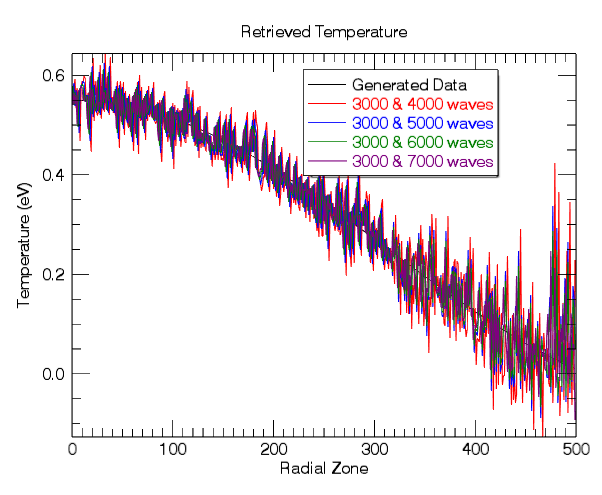 Retrieved Temperature
Generated Data
3000 & 4000 waves
3000 & 5000 waves
3000 & 6000 waves
3000 & 7000 waves
Temperature (eV)
0.6
0.4
0.2
0.0
0 100 200 300 400 500
Radial Zone